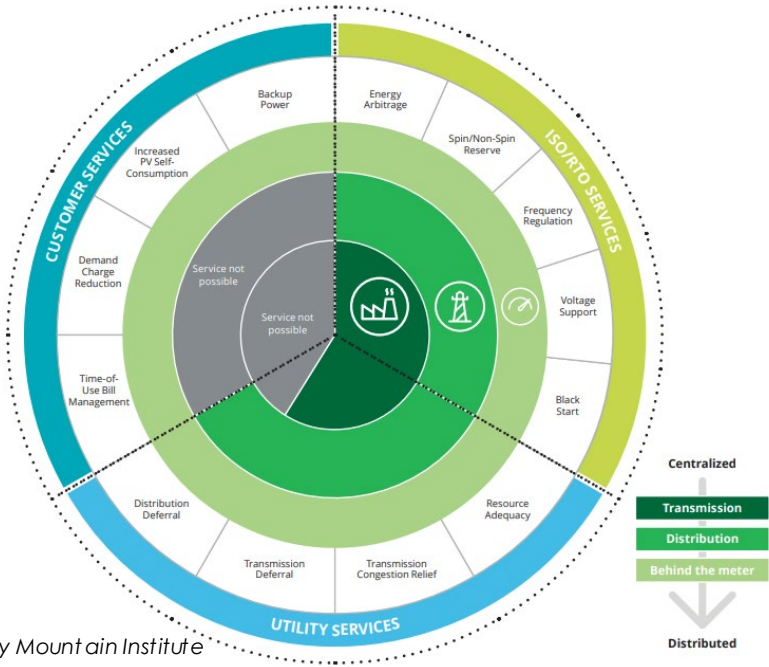 CUSTOMER SERVICES
ISO/RTO SERVICES
UTILITY SERVICES
Backup
Power
Energy
Arbitrage
Increased
PV Self-
Consumption
Spin/Non-Spin
Reserve
Frequency
Regulation
Demand
Charge
Reduction
Service not
possible
Service not
possible
Voltage
Support
Time-of-
Use Bill
Management
Black
Start
Distribution
Deferral
Transmission
Deferral
Transmission
Congestion Relief
Resource
Adequacy
Centralized
Transmission
Distribution
Behind the meter
Distributed
y Mountain Institute